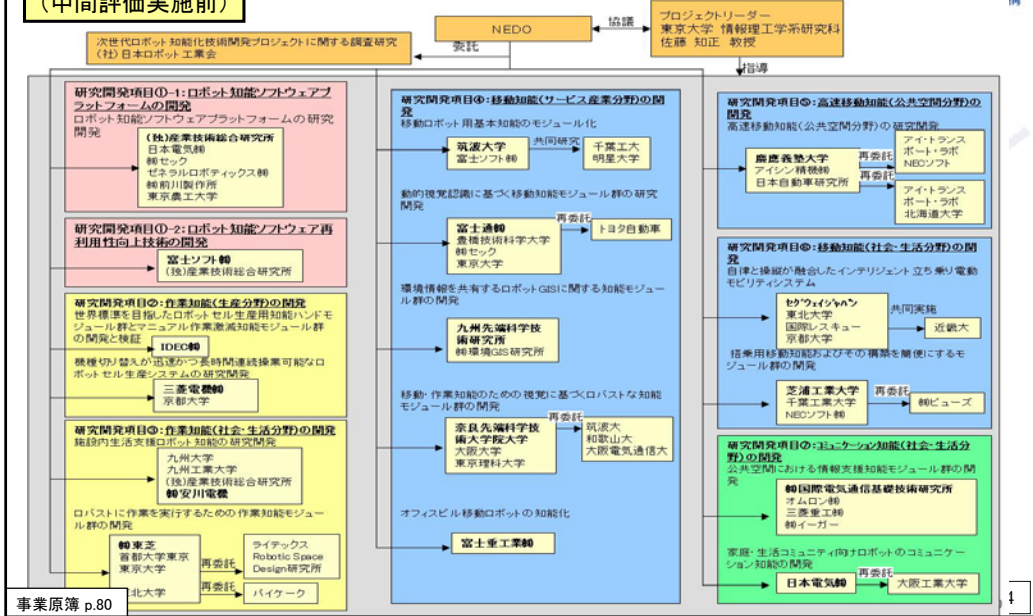 （中間評価実施前）
NEDO
協議
プロジェクトリーダー
東京大学 情報理工学系研究科
佐藤 知正 教授
次世代ロボット知能化技術開発プロジェクトに関する調査研究
（社）日本ロボット工業会
委託
指導
研究開発項目①-1：ロボット知能ソフトウェアプ
ラットフォームの開発
ロボット知能ソフトウェアプラットフォームの研究
開発
（独）産業技術総合研究所
日本電気㈱
㈱セック
ゼネラルロボティックス㈱
㈱前川製作所
東京農工大学
研究開発項目①-2：ロボット知能ソフトウェア再
利用性向上技術の開発
富士ソフト㈱
（独）産業技術総合研究所
研究開発項目②：作業知能（生産分野）の開発
世界標準を目指したロボットセル生産用知能ハンドモ
ジュール群とマニュアル作業激減知能モジュール群
の開発と検証
IDEC㈱
機種切り替えが迅速かつ長時間連続操業可能なロ
ボットセル生産システムの研究開発
三菱電機㈱
京都大学
研究開発項目③：作業知能（社会・生活分野）の開発
施設内生活支援ロボット知能の研究開発
九州大学
九州工業大学
（独）産業技術総合研究所
㈱安川電機
ロバストに作業を実行するための作業知能モジュー
ル群の開発
㈱東芝
首都大学東京
東京大学
北大学
再委託
ライテックス
Robotic Space
Design研究所
再委託
パイケーク
研究開発項目④：移動知能（サービス産業分野）の開
発
移動ロボット用基本知能のモジュール化
筑波大学
富士ソフト㈱
共同研究
千葉工大
明星大学
動的視覚認識に基づく移動知能モジュール群の研究
開発
富士通㈱
豊橋技術科学大学
㈱セック
東京大学
再委託
トヨタ自動車
環境情報を共有するロボットGISに関する知能モジュー
ル群の開発
九州先端科学技
術研究所
㈱環境GIS研究所
移動・作業知能のための視覚に基づくロバストな知能
モジュール群の開発
奈良先端科学技
術大学院大学
大阪大学
東京理科大学
再委託
筑波大
和歌山大
大阪電気通信大
オフィスビル移動ロボットの知能化
富士重工業㈱
研究開発項目⑤：高速移動知能（公共空間分野）の
開発
高速移動知能（公共空間分野）の研究開発
慶應義塾大学
アイシン精機㈱
日本自動車研究所
再委託
アイ・トランス
ポート・ラボ
NECソフト
再委託
アイ・トランス
ポート・ラボ
北海道大学
研究開発項目⑥：移動知能（社会・生活分野）の開
発
自律と操縦が融合したインテリジェント立ち乗り電動
モビリティシステム
セグウェイジャパン
東北大学
国際レスキュー
京都大学
共同実施
近畿大
搭乗用移動知能およびその構築を簡便にするモ
ジュール群の開発
芝浦工業大学
千葉工業大学
NECソフト㈱
再委託
㈱ビューズ
研究開発項目⑦：コミュニケーション知能（社会・生活分
野）の開発
公共空間における情報支援知能モジュール群の開
発
㈱国際電気通信基礎技術研究所
オムロン㈱
三菱重工㈱
㈱イーガー
家庭・生活コミュニティ向けロボットのコミュニケー
ション知能の開発
日本電気㈱
再委託
大阪工業大学
事業原簿 p.80